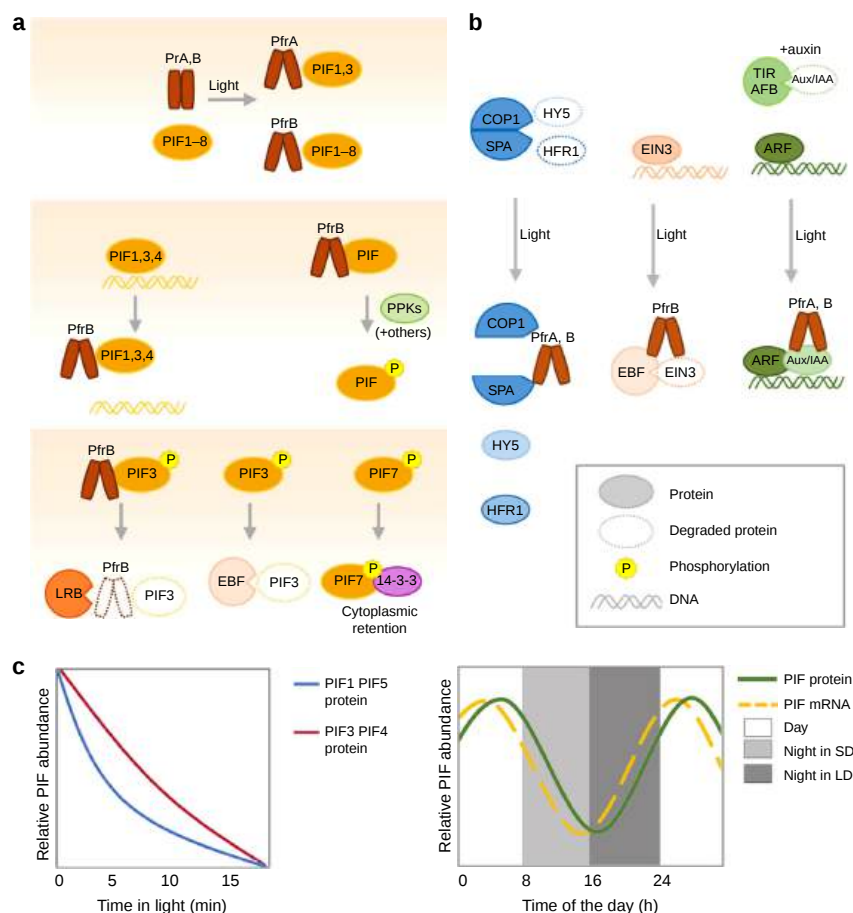 a
PrA,B
Light
PIF1–8
PfrA
PIF1,3
PfrB
PIF1–8
PIF1,3,4
PfrB
PIF1,3,4
PfrB
PIF
PPKs
(+others)
PIF
P
PfrB
PIF3
P
PIF3
P
PIF7
P
LRB
PfrB
PIF3
EBF
PIF3
PIF7
P
14-3-3
Cytoplasmic
retention
b
COP1
SPA
HY5
HFR1
EIN3
+auxin
TIR
AFB
Aux/IAA
ARF
Light
Light
Light
COP1
PfrA, B
SPA
HY5
HFR1
PfrB
EBF
EIN3
PfrA, B
ARF
Aux/IAA
Protein
Degraded protein
P
Phosphorylation
DNA
c
Relative PIF abundance
0
5
10
15
Time in light (min)
PIF1 PIF5
protein
PIF3 PIF4
protein
Relative PIF abundance
0
8
16
24
Time of the day (h)
PIF protein
PIF mRNA
Day
Night in SD
Night in LD